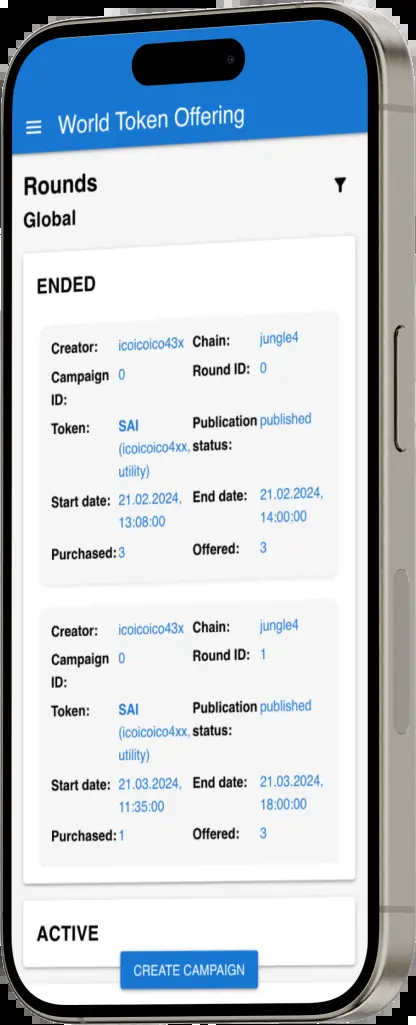 World Token Offering
Rounds
Global
ENDED
Creator: icoicoico43x Chain: jungle4
Campaign ID: 0 Round ID: 0
Token: SAI (icoicoico4xx, utility) Publication status: published
Start date: 21.02.2024, 13:08:00 End date: 21.02.2024, 14:00:00
Purchased: 3 Offered: 3
Creator: icoicoico43x Chain: jungle4
Campaign ID: 0 Round ID: 1
Token: SAI (icoicoico4xx, utility) Publication status: published
Start date: 21.03.2024, 11:35:00 End date: 21.03.2024, 18:00:00
Purchased: 1 Offered: 3
ACTIVE
CREATE CAMPAIGN